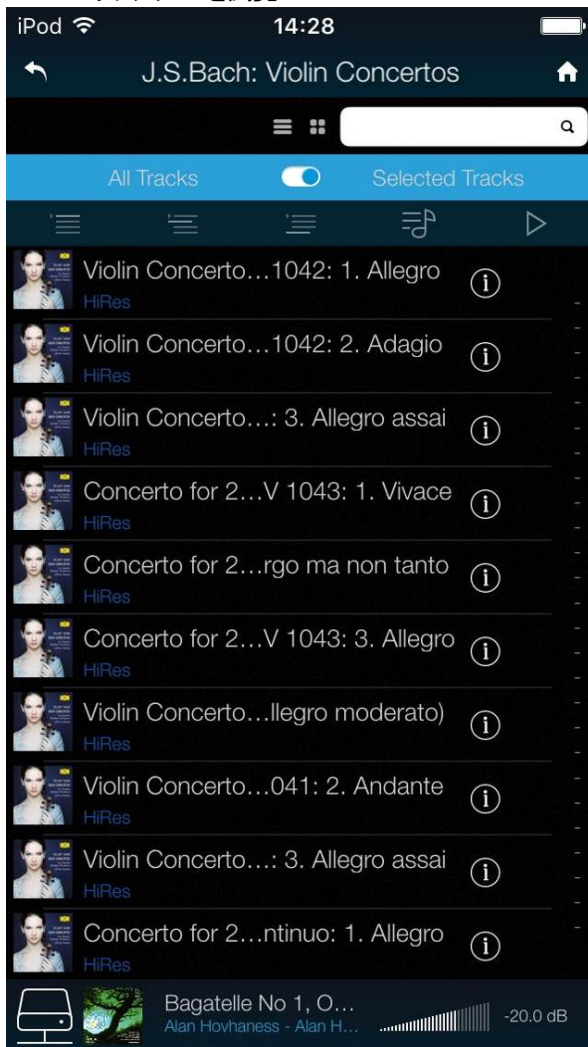 iPod 14:28
J.S.Bach: Violin Concertos
All Tracks Selected Tracks
Violin Concerto...1042: 1. Allegro
HiRes
Violin Concerto...1042: 2. Adagio
HiRes
Violin Concerto...: 3. Allegro assai
HiRes
Concerto for 2...V 1043: 1. Vivace
HiRes
Concerto for 2...rgo ma non tanto
HiRes
Concerto for 2...V 1043: 3. Allegro
HiRes
Violin Concerto...llegro moderato)
HiRes
Violin Concerto...041: 2. Andante
HiRes
Violin Concerto...: 3. Allegro assai
HiRes
Concerto for 2...ntinuo: 1. Allegro
HiRes
Bagatelle No 1, O...
Alan Hovhaness - Alan H...
-20.0 dB